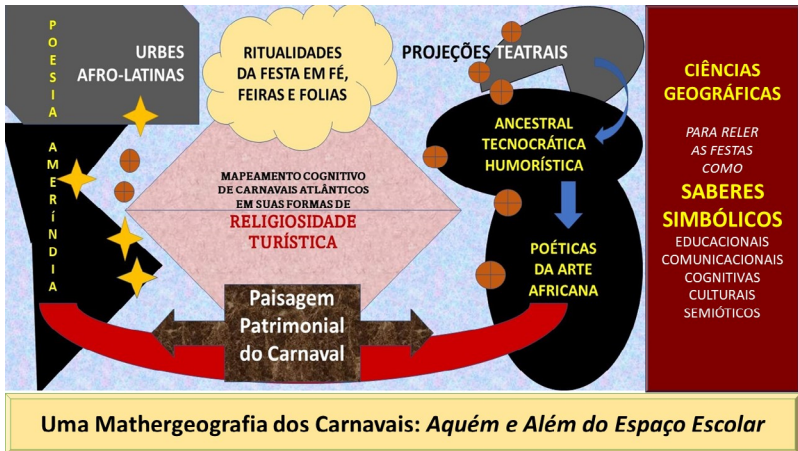 POESIA
AMERÍNDIA
URBES
AFRO-LATINAS
RITUALIDADES
DA FESTA EM FÉ,
FEIRAS E FOLIAS
MAPEAMENTO COGNITIVO
DE CARNAVAIS ATLÂNTICOS
EM SUAS FORMAS DE
RELIGIOSIDADE
TURÍSTICA
Paisagem
Patrimonial
do Carnaval
PROJEÇÕES TEATRAIS
ANCESTRAL
TECNOCRÁTICA
HUMORÍSTICA
POÉTICAS
DA ARTE
AFRICANA
CIÊNCIAS
GEOGRÁFICAS
PARA RELER
AS FESTAS
COMO
SABERES
SIMBÓLICOS
EDUCACIONAIS
COMUNICACIONAIS
COGNITIVAS
CULTURAIS
SEMIÓTICOS
Uma Mathergeografia dos Carnavais: Aquém e Além do Espaço Escolar